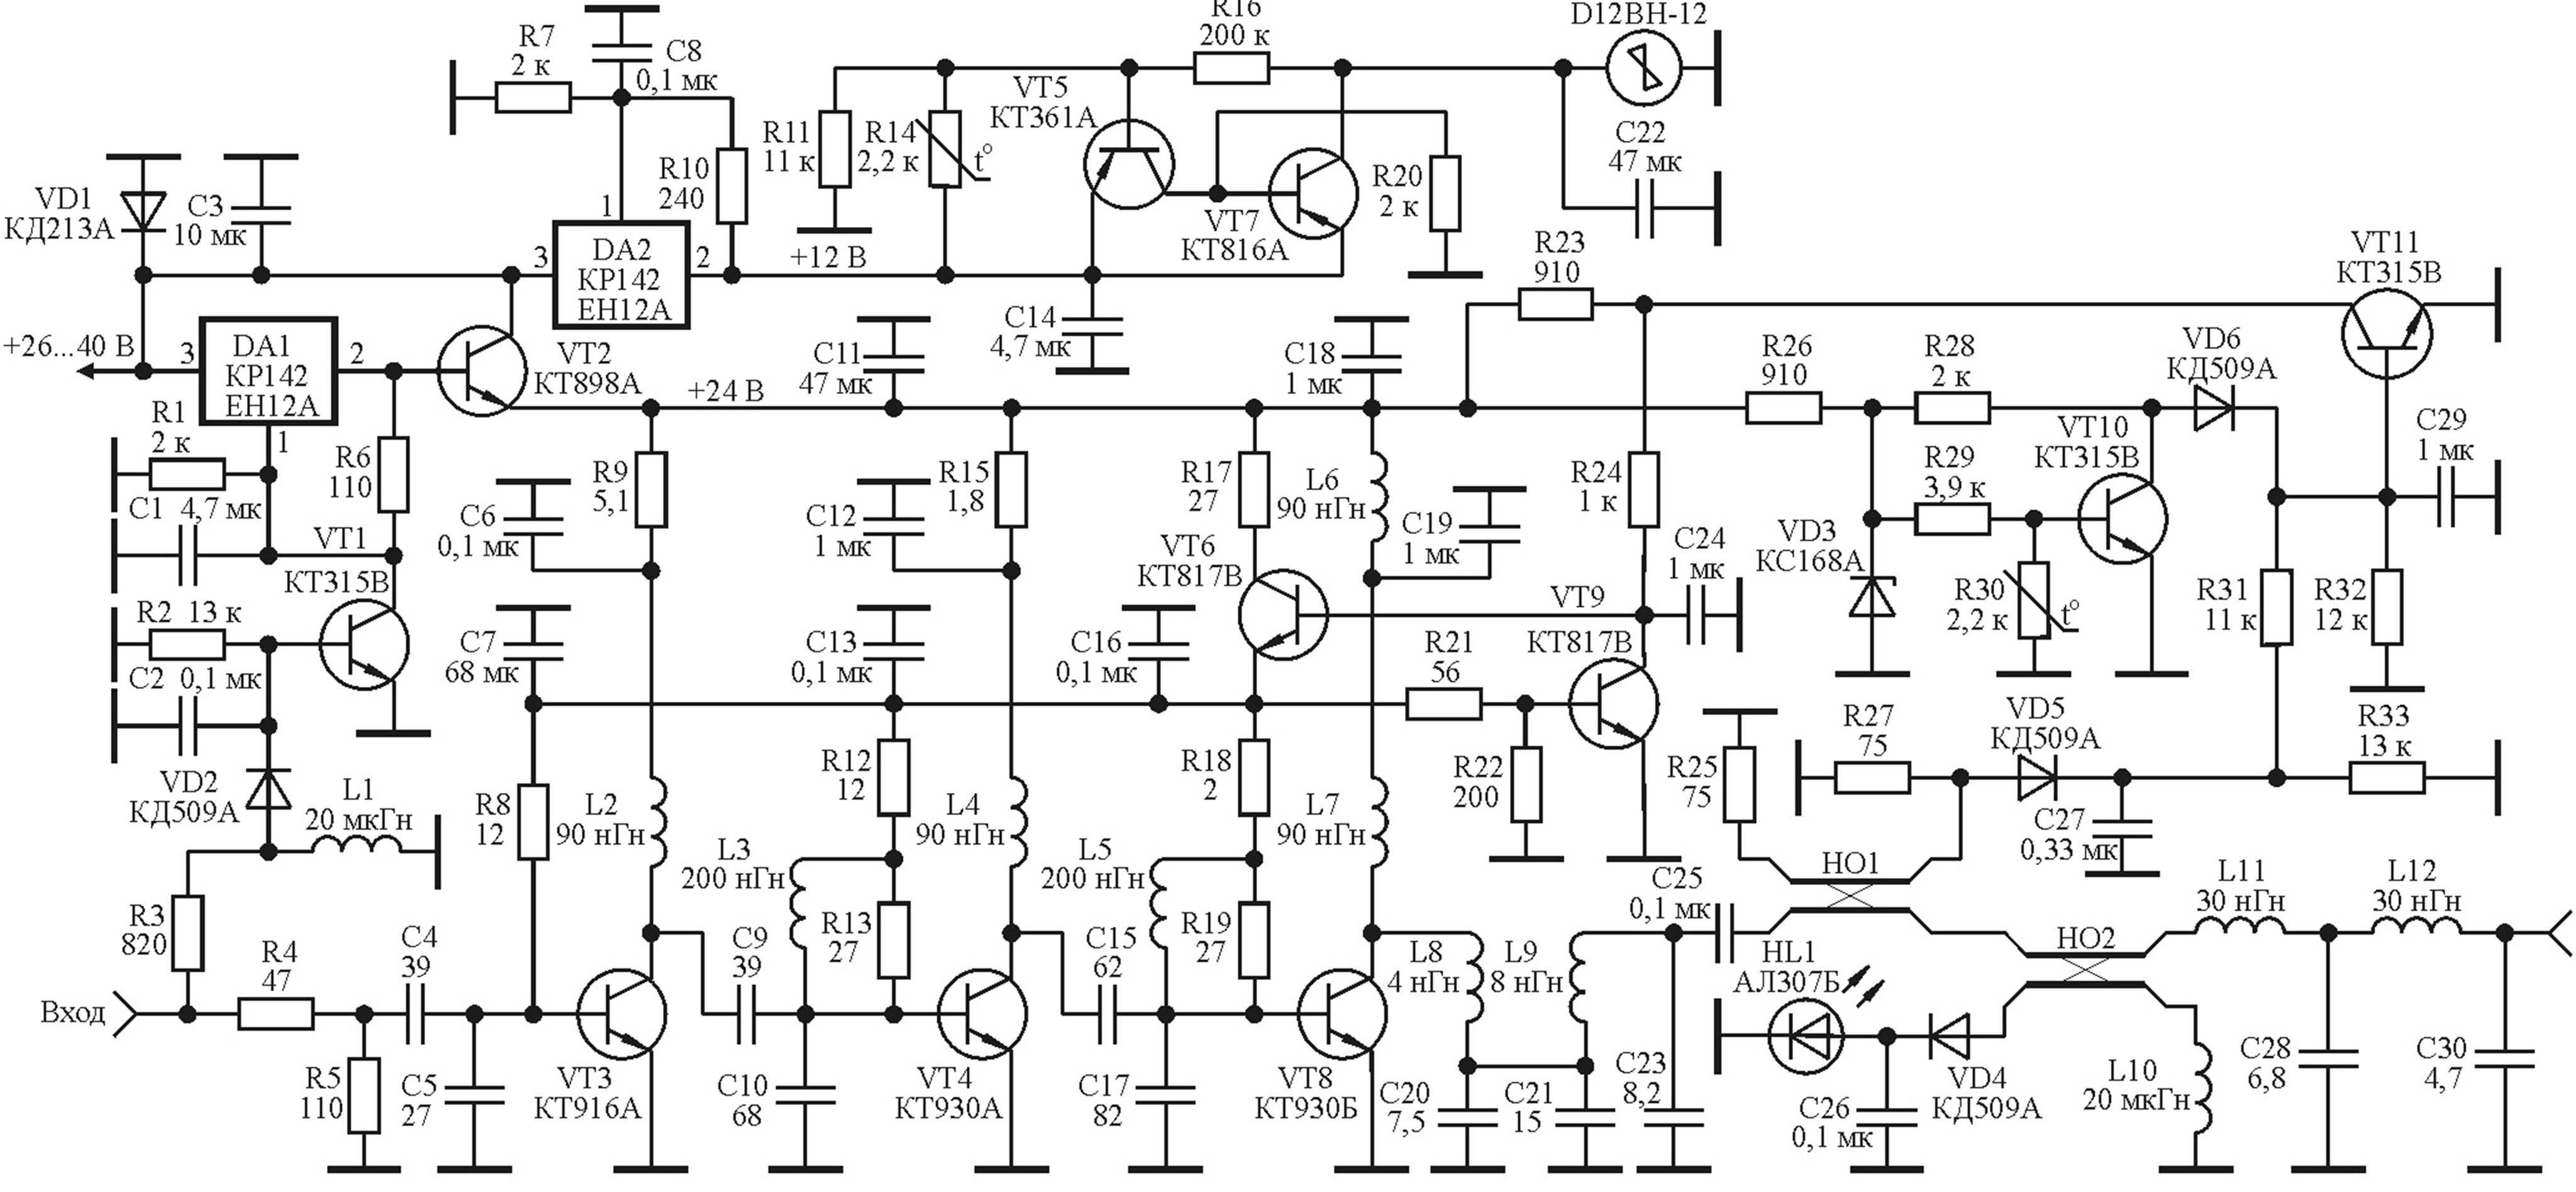 R16
200 к
D12BH-12
R7
2 к
C8
0,1 мк
VT5
КТ361А
R11
11 к
R14
2,2 к
t°
C22
47 мк
R10
240
R20
2 к
VT7
КТ816А
VD1
КД213А
C3
10 мк
1
3
DA2
КР142
ЕН12А
2
+12 В
R23
910
VT11
КТ315В
+26...40 В
3
DA1
КР142
ЕН12А
2
1
VT2
КТ898А
+24 В
C11
47 мк
C14
4,7 мк
C18
1 мк
R26
910
R28
2 к
VD6
КД509А
R1
2 к
C1 4,7 мк
R6
110
R9
5,1
C6
0,1 мк
C12
1 мк
R15
1,8
R17
27
L6
90 нГн
C19
1 мк
R24
1 к
R29
3,9 к
VT10
КТ315В
C29
1 мк
VT1
КТ315В
VT6
КТ817В
C24
1 мк
VD3
КС168А
R30
2,2 к
t°
R31
11 к
R32
12 к
R2 13 к
C2 0,1 мк
C7
68 мк
C13
0,1 мк
C16
0,1 мк
R21
56
VT9
КТ817В
VD2
КД509А
L1
20 мкГн
R8
12
L2
90 нГн
R12
12
L4
90 нГн
R18
2
L7
90 нГн
R22
200
R25
75
R27
75
VD5
КД509А
R33
13 к
C27
0,33 мк
L3
200 нГн
L5
200 нГн
НО1
R3
820
R4
47
C4
39
C9
39
R13
27
C15
62
R19
27
L8
4 нГн
L9
8 нГн
C25
0,1 мк
HL1
АЛ307Б
НО2
L11
30 нГн
L12
30 нГн
Вход
R5
110
C5
27
VT3
КТ916А
C10
68
VT4
КТ930А
C17
82
VT8
КТ930Б
C20
7,5
C21
15
C23
8,2
C26
0,1 мк
VD4
КД509А
L10
20 мкГн
C28
6,8
C30
4,7